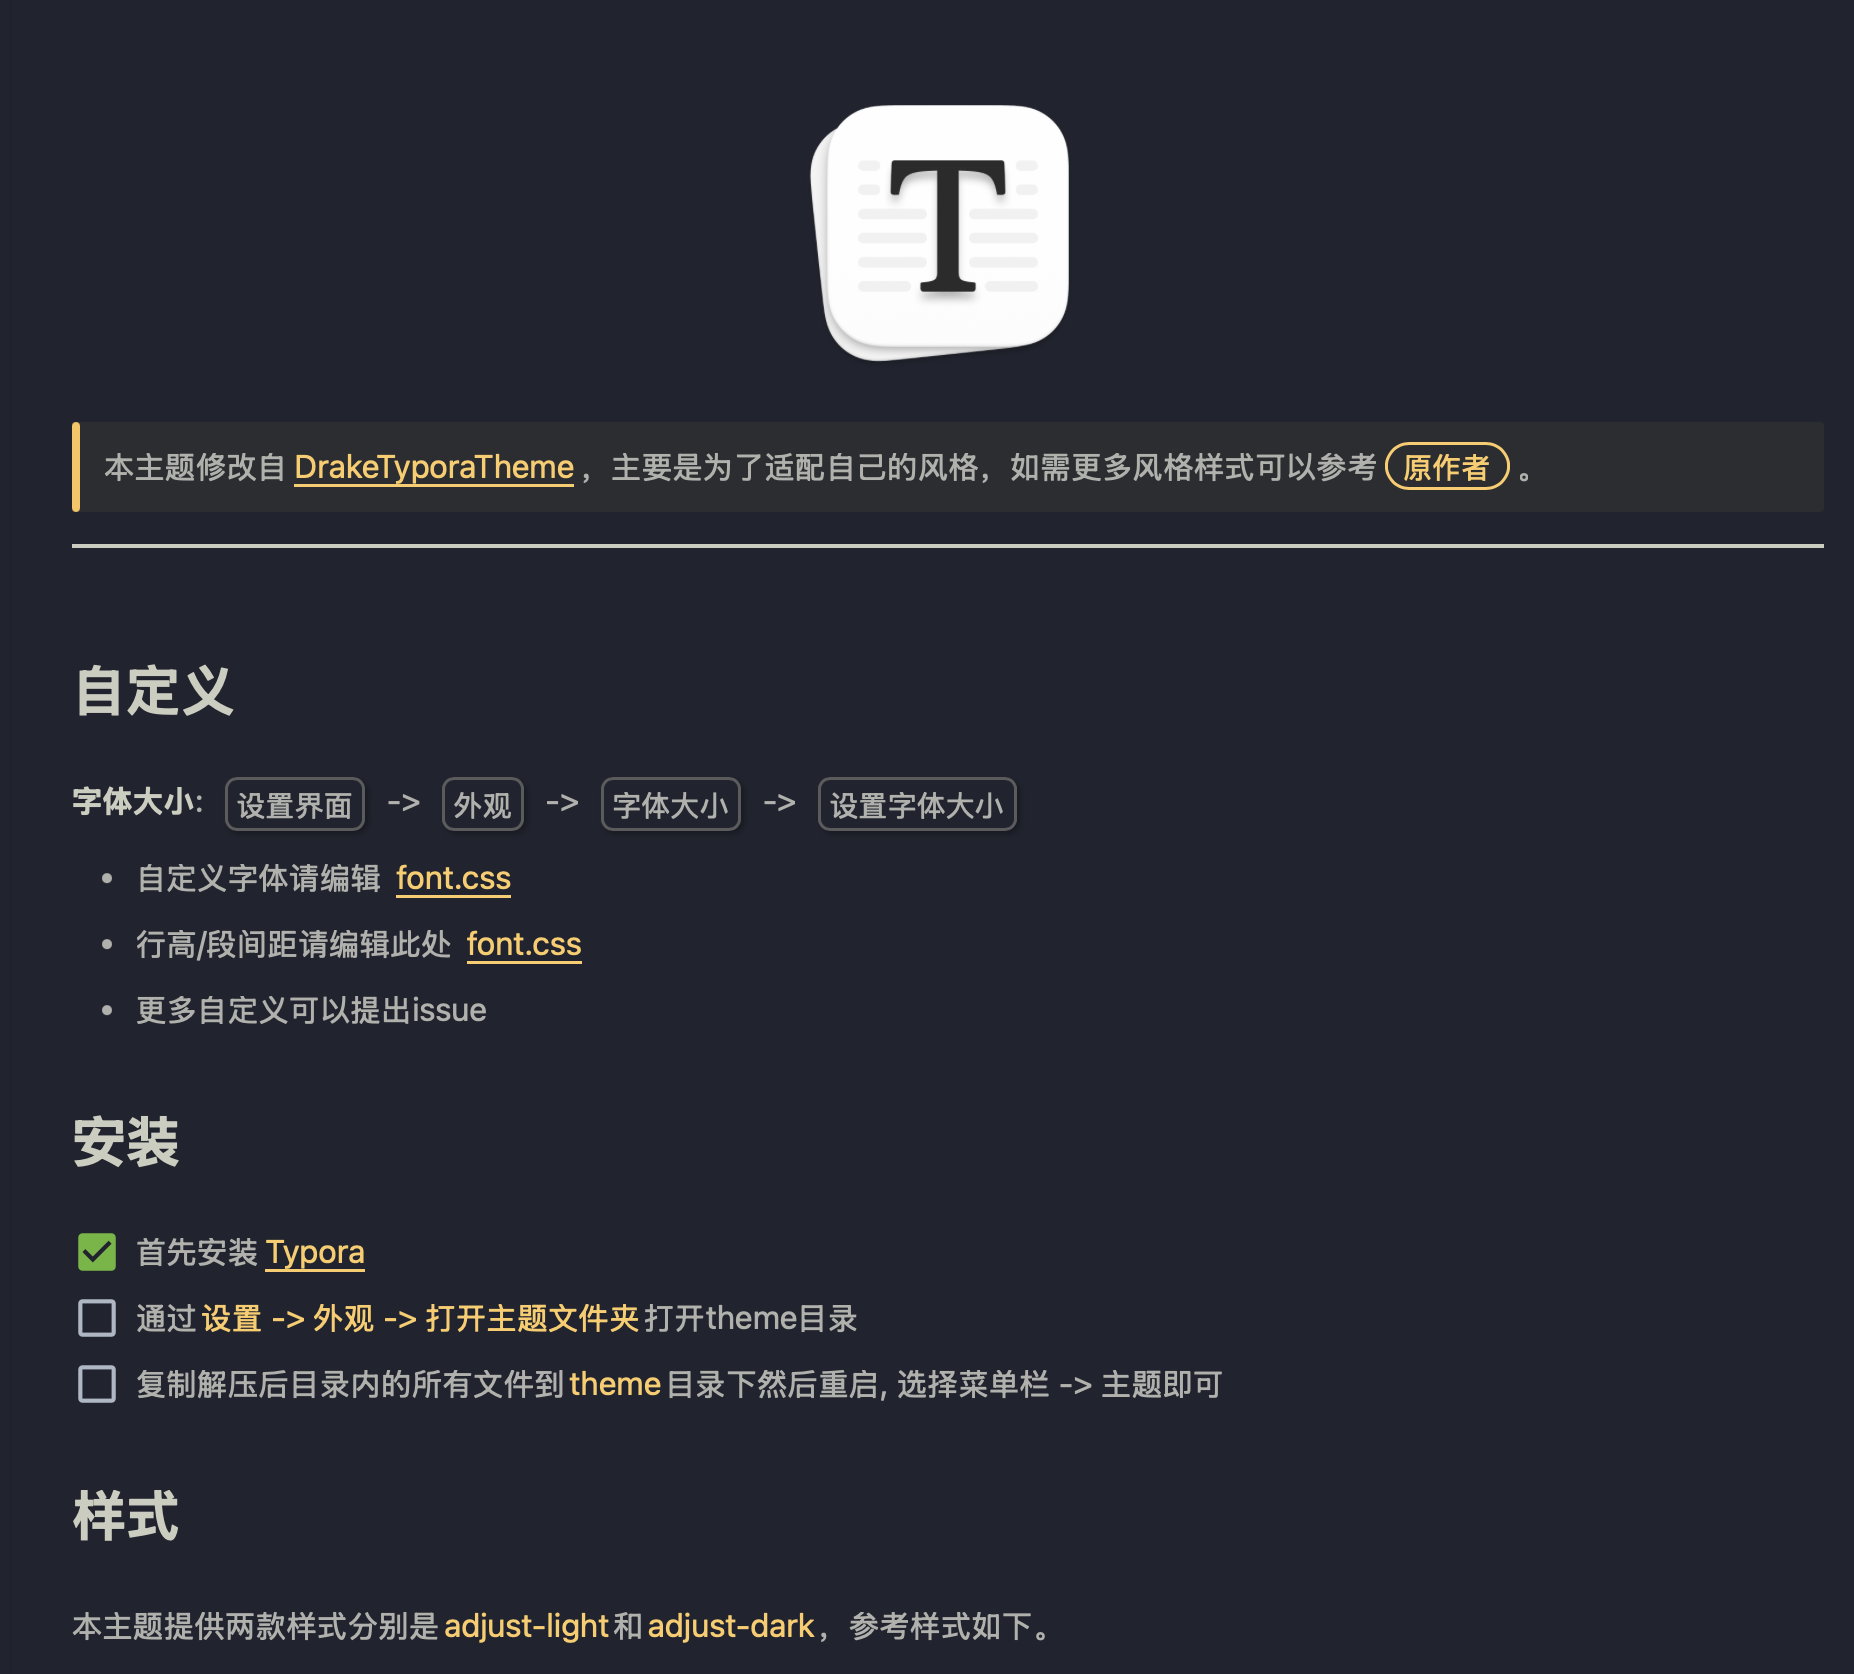 T
本主题修改自 DrakeTyporaTheme ，主要是为了适配自己的风格，如需更多风格样式可以参考 原作者 。
自定义
字体大小: 设置界面 -> 外观 -> 字体大小 -> 设置字体大小
• 自定义字体请编辑 font.css
• 行高/段间距请编辑此处 font.css
• 更多自定义可以提出issue
安装
首先安装 Typora
通过 设置 -> 外观 -> 打开主题文件夹 打开theme目录
复制解压后目录内的所有文件到 theme 目录下然后重启, 选择菜单栏 -> 主题即可
样式
本主题提供两款样式分别是 adjust-light 和 adjust-dark ，参考样式如下。